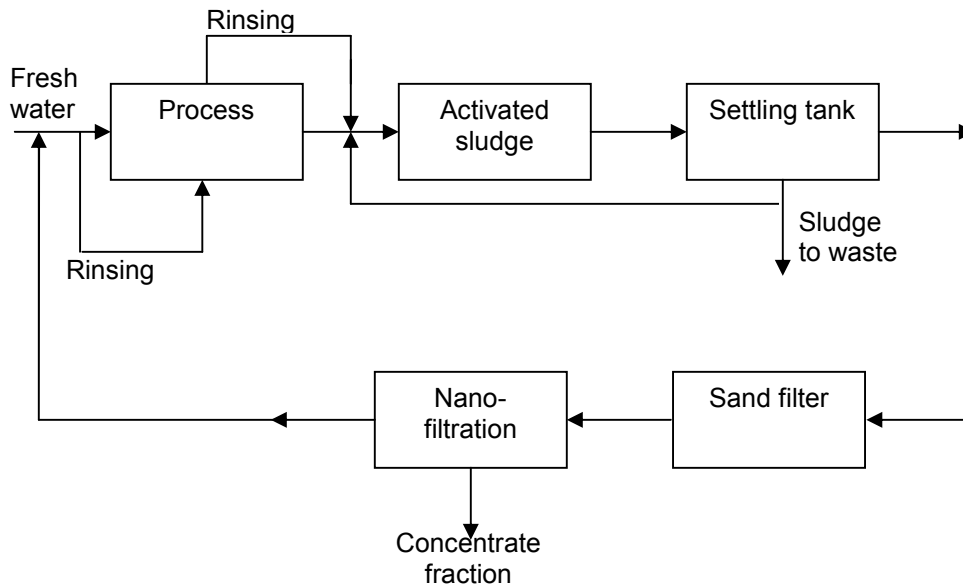 Rinsing
Fresh
water
Process
Activated
sludge
Settling tank
Rinsing
Sludge
to waste
Nano-
filtration
Sand filter
Concentrate
fraction